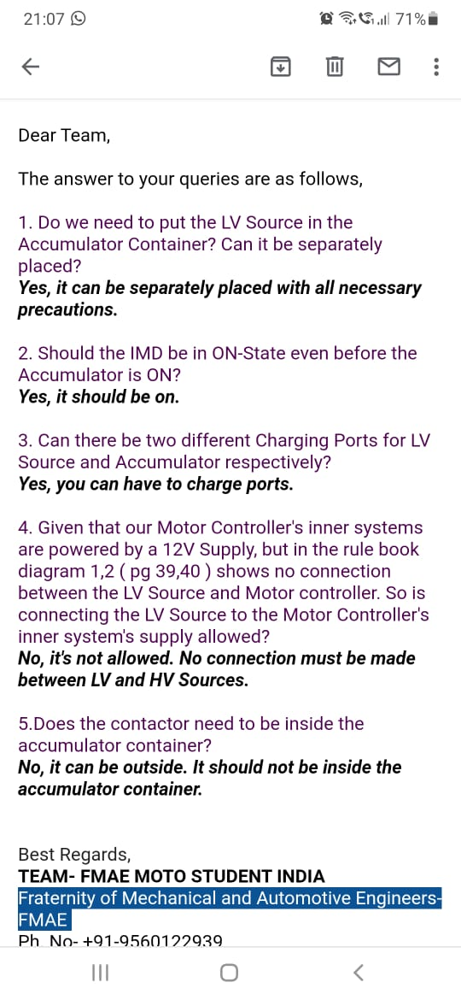 21:07
71%
Dear Team,
The answer to your queries are as follows,
1. Do we need to put the LV Source in the
Accumulator Container? Can it be separately
placed?
Yes, it can be separately placed with all necessary
precautions.
2. Should the IMD be in ON-State even before the
Accumulator is ON?
Yes, it should be on.
3. Can there be two different Charging Ports for LV
Source and Accumulator respectively?
Yes, you can have to charge ports.
4. Given that our Motor Controller's inner systems
are powered by a 12V Supply, but in the rule book
diagram 1,2 ( pg 39,40 ) shows no connection
between the LV Source and Motor controller. So is
connecting the LV Source to the Motor Controller's
inner system's supply allowed?
No, it's not allowed. No connection must be made
between LV and HV Sources.
5.Does the contactor need to be inside the
accumulator container?
No, it can be outside. It should not be inside the
accumulator container.
Best Regards,
TEAM- FMAE MOTO STUDENT INDIA
Fraternity of Mechanical and Automotive Engineers-
FMAE
Ph. No- +91-9560122939